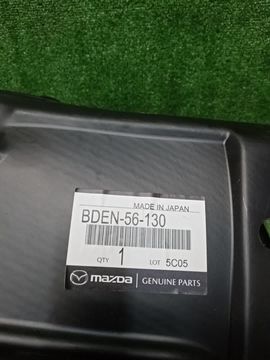 MADE IN JAPAN
BDEN-56-130
QTY 1 LOT 5C05
mazda GENUINE PARTS